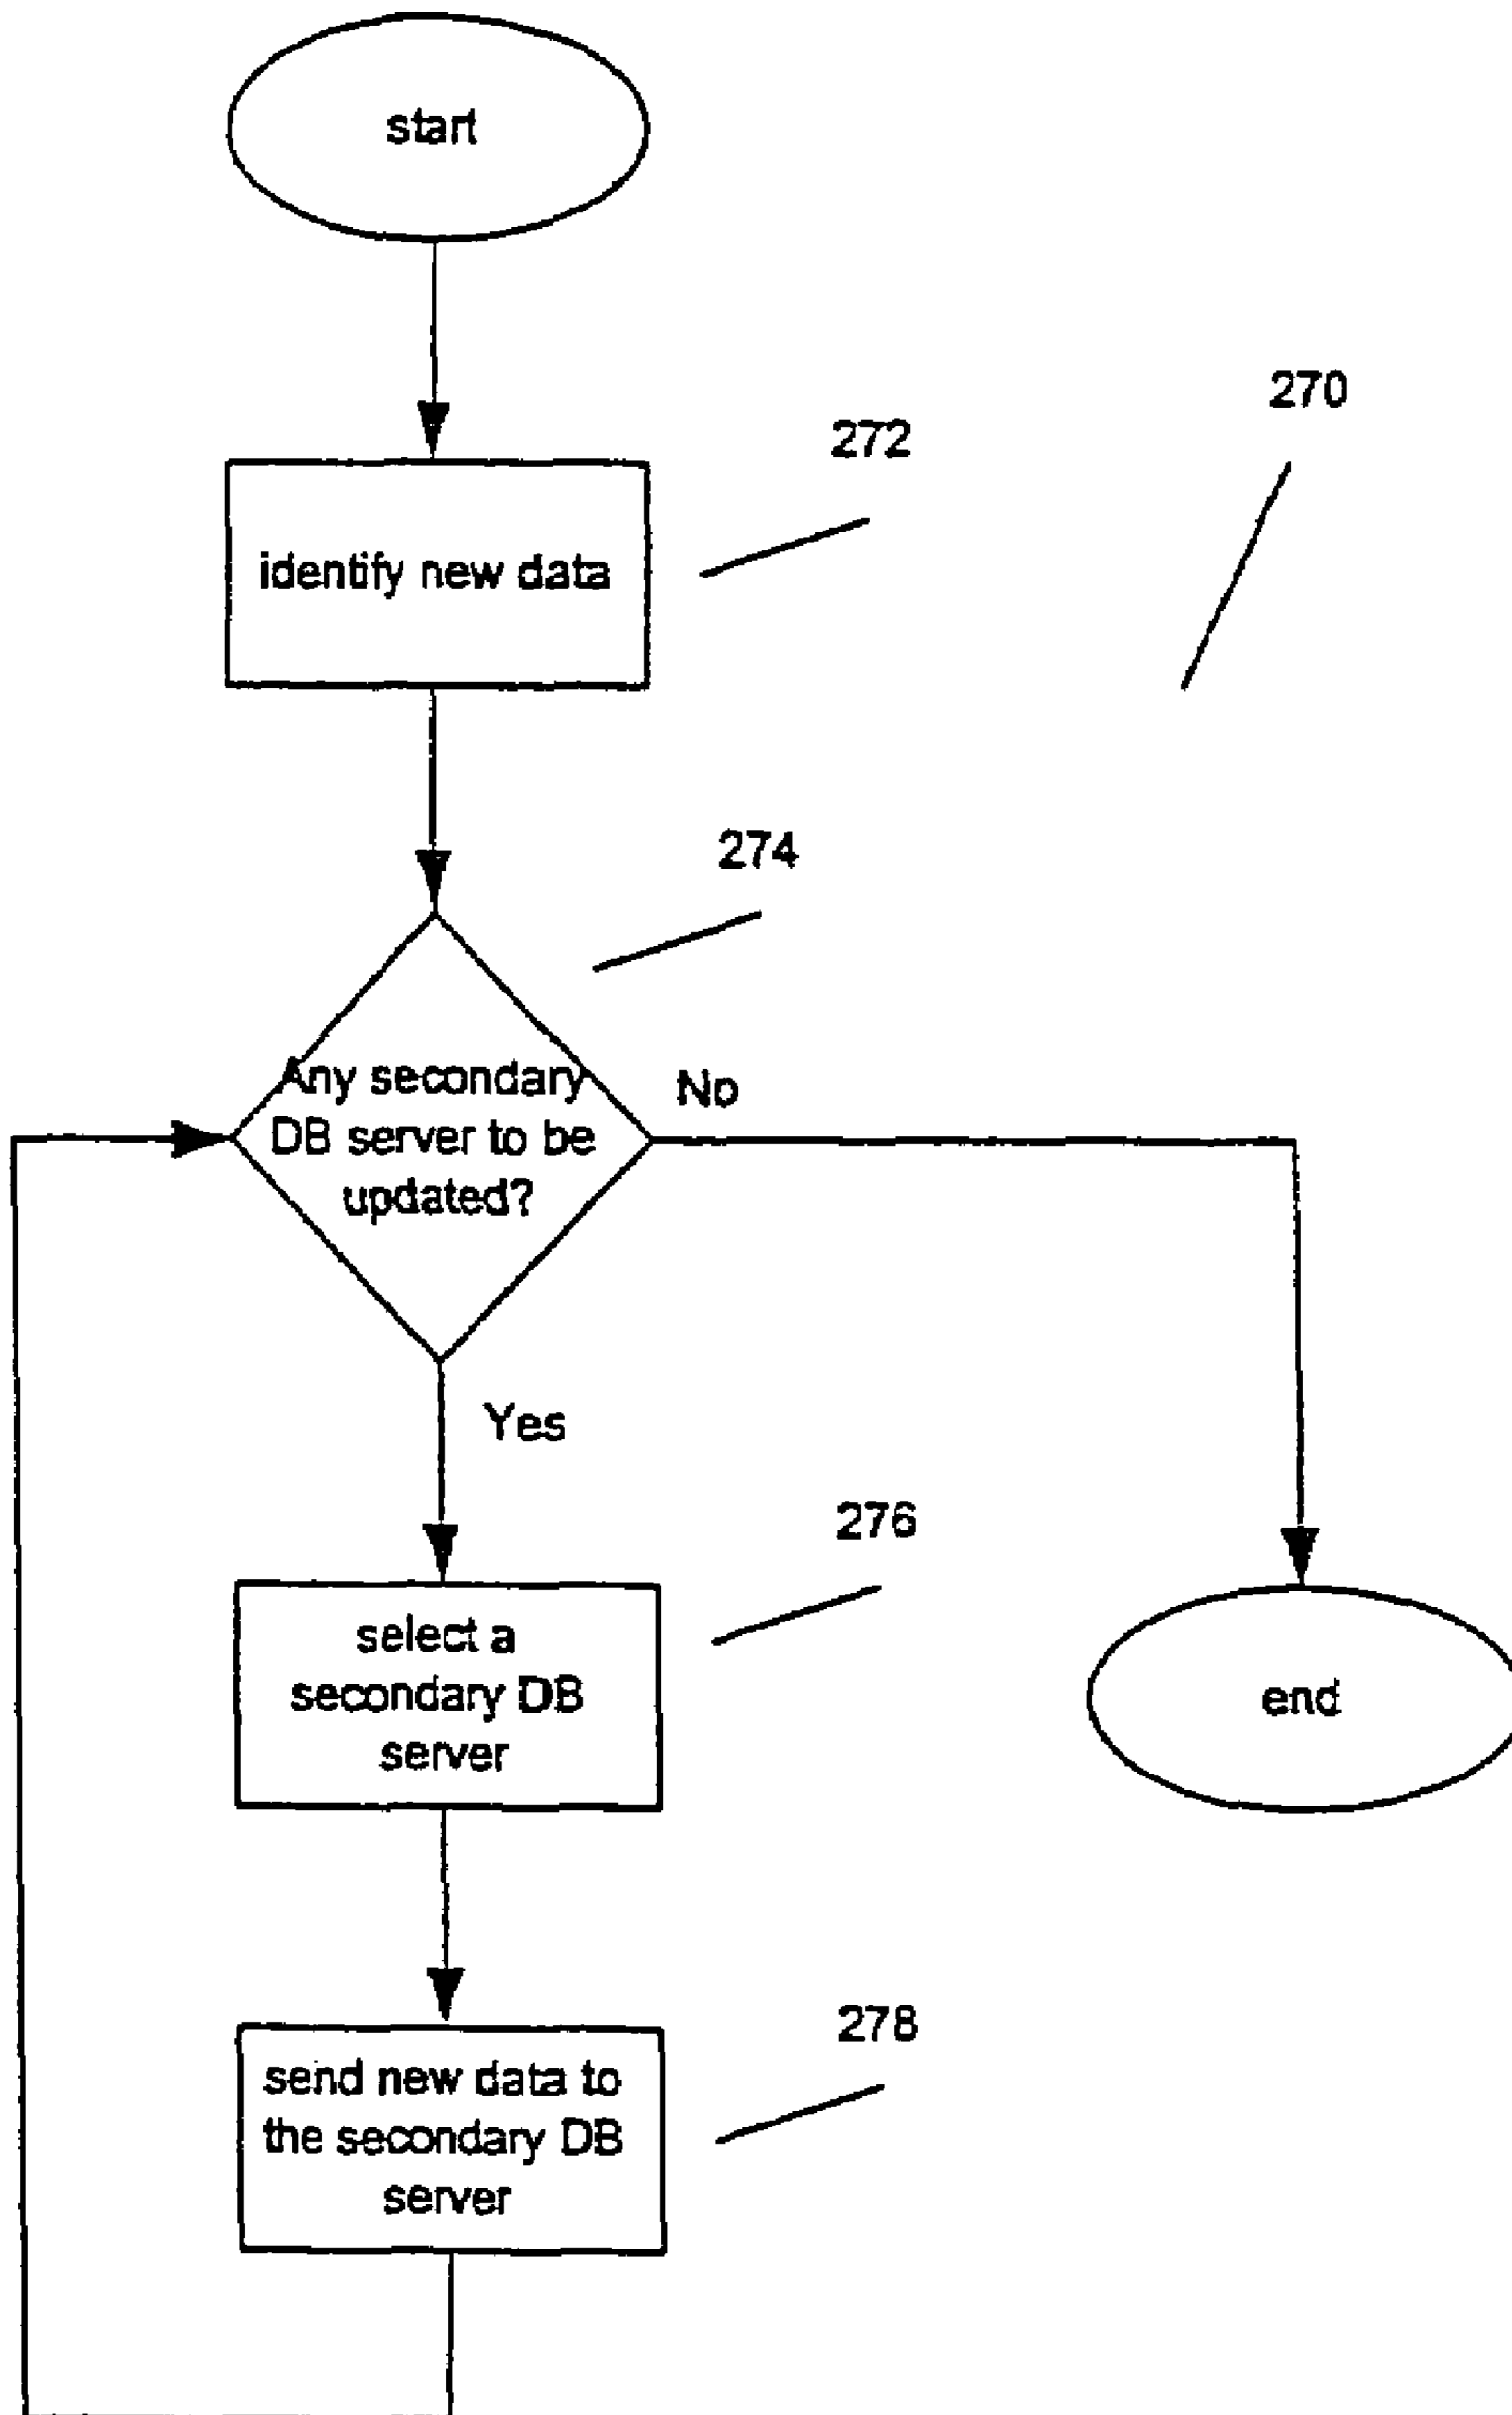 start
270
272
identify new data
274
Any secondary
DB server to be
updated?
No
Yes
276
select a
secondary DB
server
end
278
send new data to
the secondary DB
server